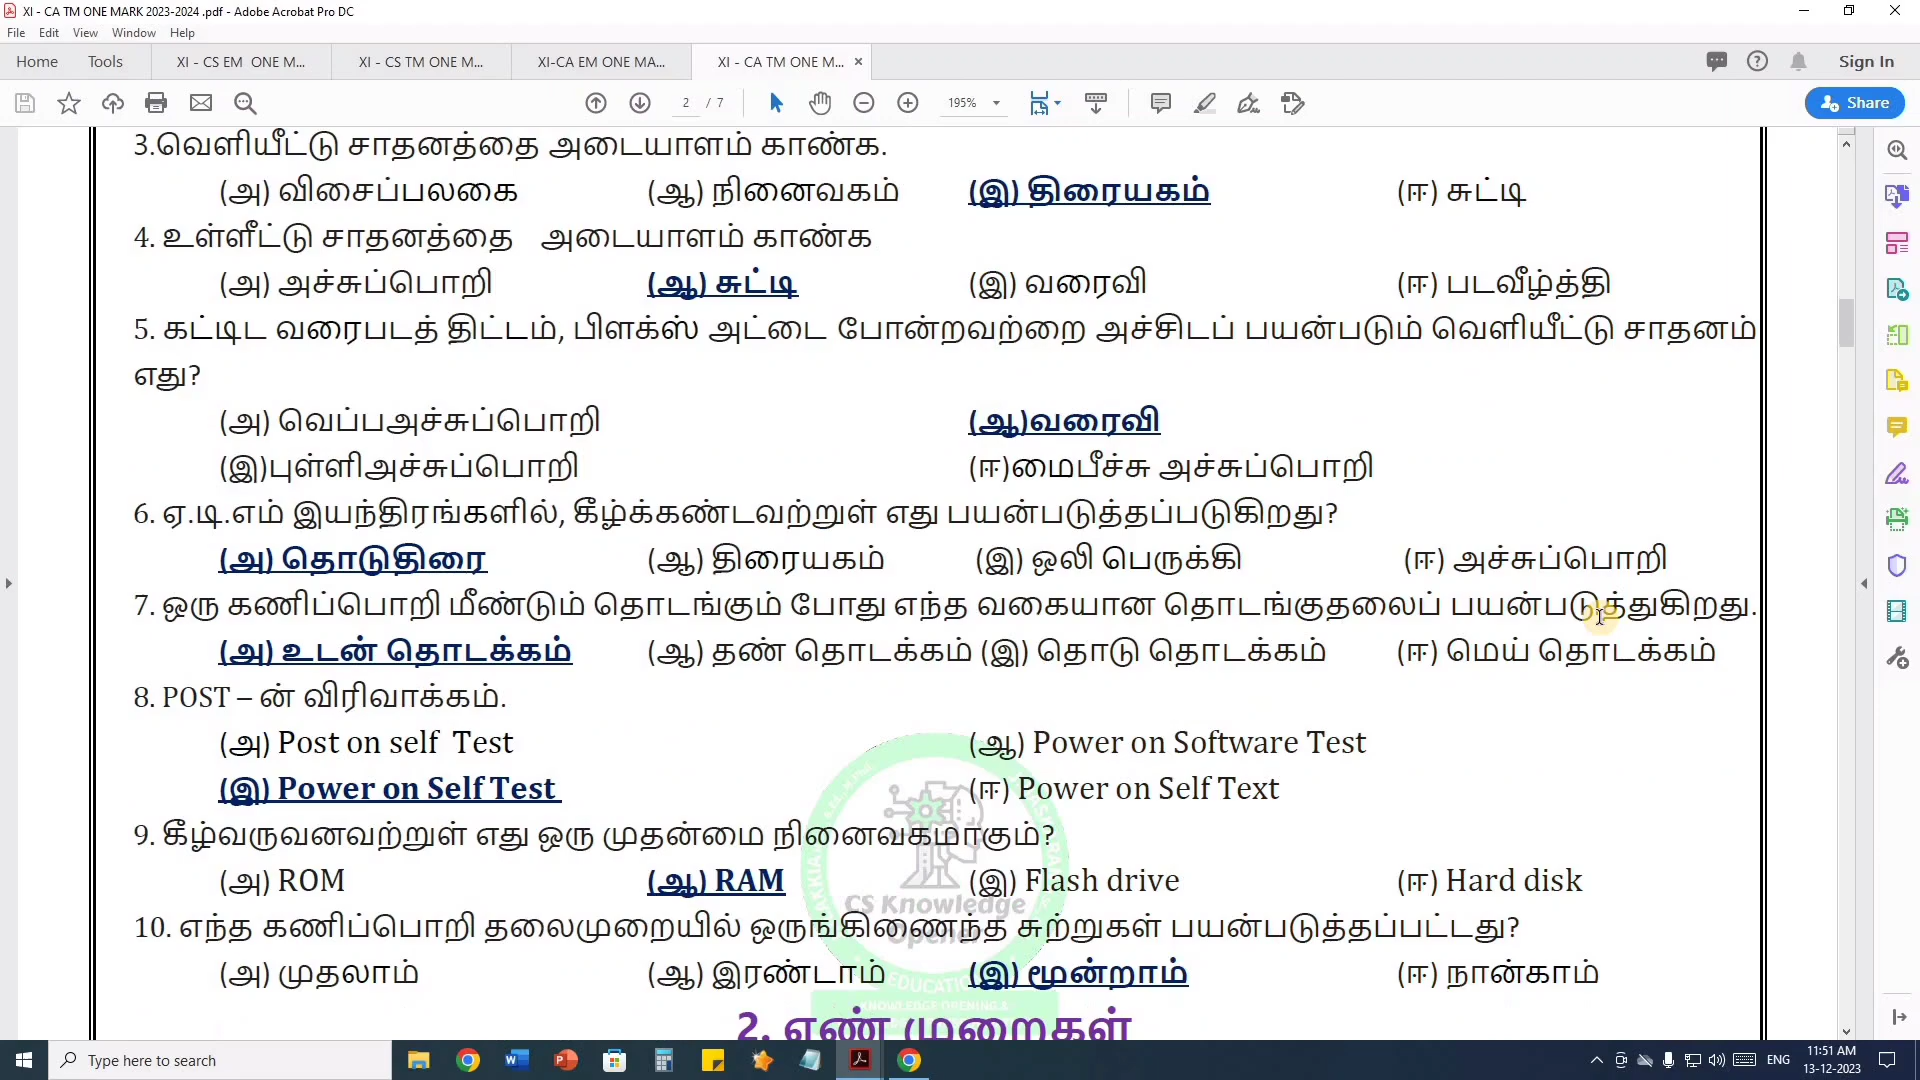 XI - CA TM ONE MARK 2023-2024 .pdf - Adobe Acrobat Pro DC
File Edit View Window Help
Home Tools XI - CS EM ONE M... XI - CS TM ONE M... XI-CA EM ONE MA... XI - CA TM ONE M... Sign In
2 / 7 195% Share
3.வெளியீட்டு சாதனத்தை அடையாளம் காண்க.
(அ) விசைப்பலகை (ஆ) நினைவகம் (இ) திரையகம் (ஈ) சுட்டி
4. உள்ளீட்டு சாதனத்தை அடையாளம் காண்க
(அ) அச்சுப்பொறி (ஆ) சுட்டி (இ) வரைவி (ஈ) படவீழ்த்தி
5. கட்டிட வரைபடத் திட்டம், பிளக்ஸ் அட்டை போன்றவற்றை அச்சிடப் பயன்படும் வெளியீட்டு சாதனம்
எது?
(அ) வெப்பஅச்சுப்பொறி (ஆ)வரைவி
(இ)புள்ளிஅச்சுப்பொறி (ஈ)மைபீச்சு அச்சுப்பொறி
6. ஏ.டி.எம் இயந்திரங்களில், கீழ்க்கண்டவற்றுள் எது பயன்படுத்தப்படுகிறது?
(அ) தொடுதிரை (ஆ) திரையகம் (இ) ஒலி பெருக்கி (ஈ) அச்சுப்பொறி
7. ஒரு கணிப்பொறி மீண்டும் தொடங்கும் போது எந்த வகையான தொடங்குதலைப் பயன்படுத்துகிறது.
(அ) உடன் தொடக்கம் (ஆ) தண் தொடக்கம் (இ) தொடு தொடக்கம் (ஈ) மெய் தொடக்கம்
8. POST – ன் விரிவாக்கம்.
(அ) Post on self Test (ஆ) Power on Software Test
(இ) Power on Self Test (ஈ) Power on Self Text
9. கீழ்வருவனவற்றுள் எது ஒரு முதன்மை நினைவகமாகும்?
(அ) ROM (ஆ) RAM (இ) Flash drive (ஈ) Hard disk
CS Knowledge
Opener
10. எந்த கணிப்பொறி தலைமுறையில் ஒருங்கிணைந்த சுற்றுகள் பயன்படுத்தப்பட்டது?
(அ) முதலாம் (ஆ) இரண்டாம் (இ) மூன்றாம் (ஈ) நான்காம்
KNOWLEDGE OPENING &
2. எண் முறைகள்
Type here to search ENG 11:51 AM
13-12-2023